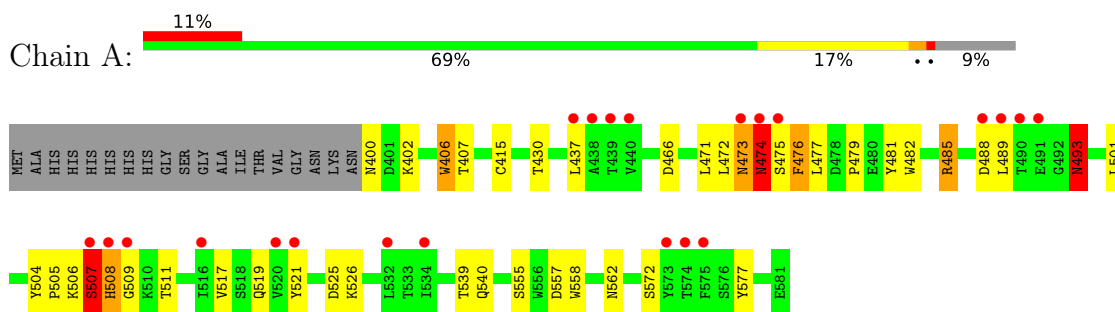 11%
Chain A:
69% 17% • • 9%
MET ALA HIS HIS HIS HIS HIS HIS GLY SER GLY ALA ILE THR VAL GLY ASN LYS ASN N400 D401 K402 W406 T407 C415 T430 L437 A438 T439 V440 D466 L471 L472 N473 N474 S475 F476 L477 D478 P479 E480 Y481 W482 R485 D488 L489 T490 E491 G492 N493 L501
Y504 P505 K506 S507 H508 G509 K510 T511 I516 V517 S518 Q519 V520 Y521 D525 K526 L532 T533 I534 T539 Q540 S555 W556 D557 W558 N562 S572 Y573 T574 F575 S576 Y577 E581